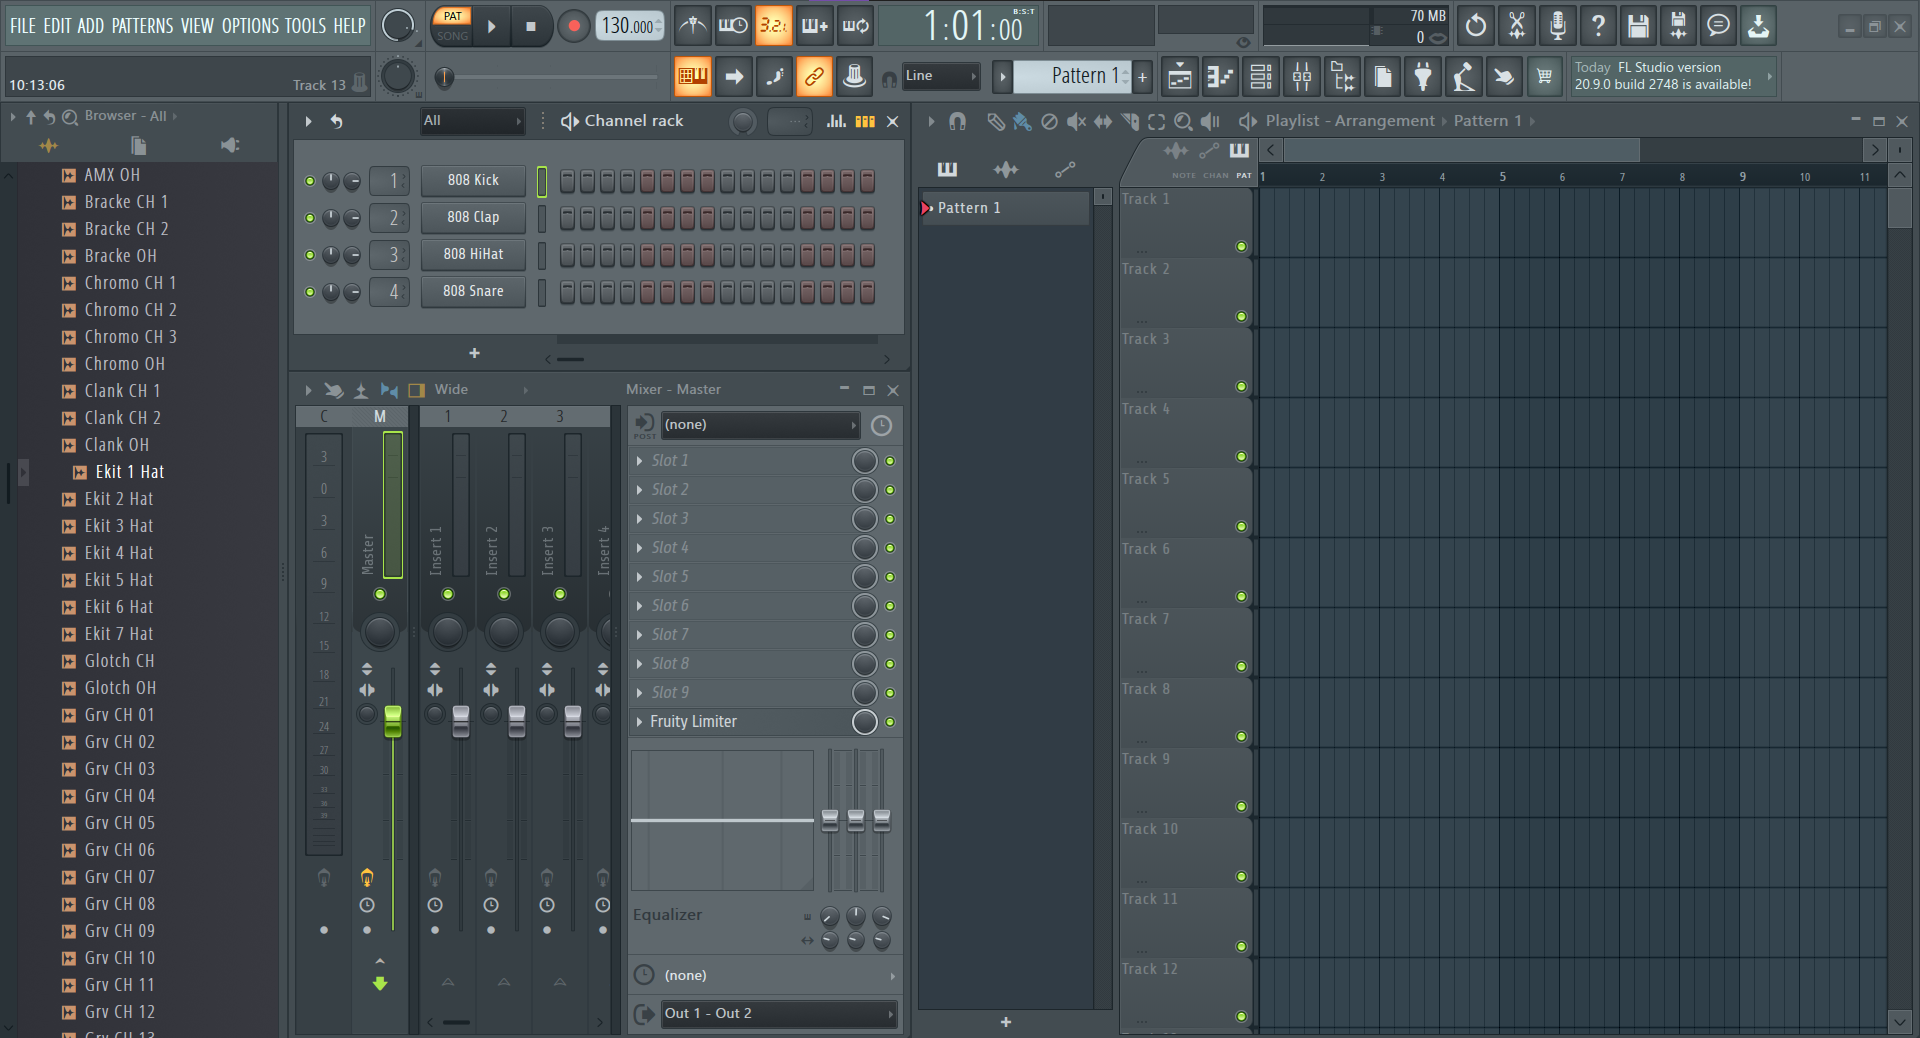 FILE EDIT ADD PATTERNS VIEW OPTIONS TOOLS HELP
PAT
SONG
130.000
3.2.
B:S:T
1:01:00
70 MB
0
10:13:06
Track 13
Line
Pattern 1
Today FL Studio version
20.9.0 build 2748 is available!
Browser - All
AMX OH
Bracke CH 1
Bracke CH 2
Bracke OH
Chromo CH 1
Chromo CH 2
Chromo CH 3
Chromo OH
Clank CH 1
Clank CH 2
Clank OH
Ekit 1 Hat
Ekit 2 Hat
Ekit 3 Hat
Ekit 4 Hat
Ekit 5 Hat
Ekit 6 Hat
Ekit 7 Hat
Glotch CH
Glotch OH
Grv CH 01
Grv CH 02
Grv CH 03
Grv CH 04
Grv CH 05
Grv CH 06
Grv CH 07
Grv CH 08
Grv CH 09
Grv CH 10
Grv CH 11
Grv CH 12
Grv CH 13
All
Channel rack
1 808 Kick
2 808 Clap
3 808 HiHat
4 808 Snare
Wide
Mixer - Master
C M 1 2 3
3
0
3
6
9
12
15
18
21
24
27
30
33
36
39
Master
Insert 1
Insert 2
Insert 3
Insert 4
POST
(none)
Slot 1
Slot 2
Slot 3
Slot 4
Slot 5
Slot 6
Slot 7
Slot 8
Slot 9
Fruity Limiter
Equalizer
(none)
Out 1 - Out 2
Playlist - Arrangement Pattern 1
NOTE CHAN PAT
1 2 3 4 5 6 7 8 9 10 11
Pattern 1
Track 1
Track 2
Track 3
Track 4
Track 5
Track 6
Track 7
Track 8
Track 9
Track 10
Track 11
Track 12